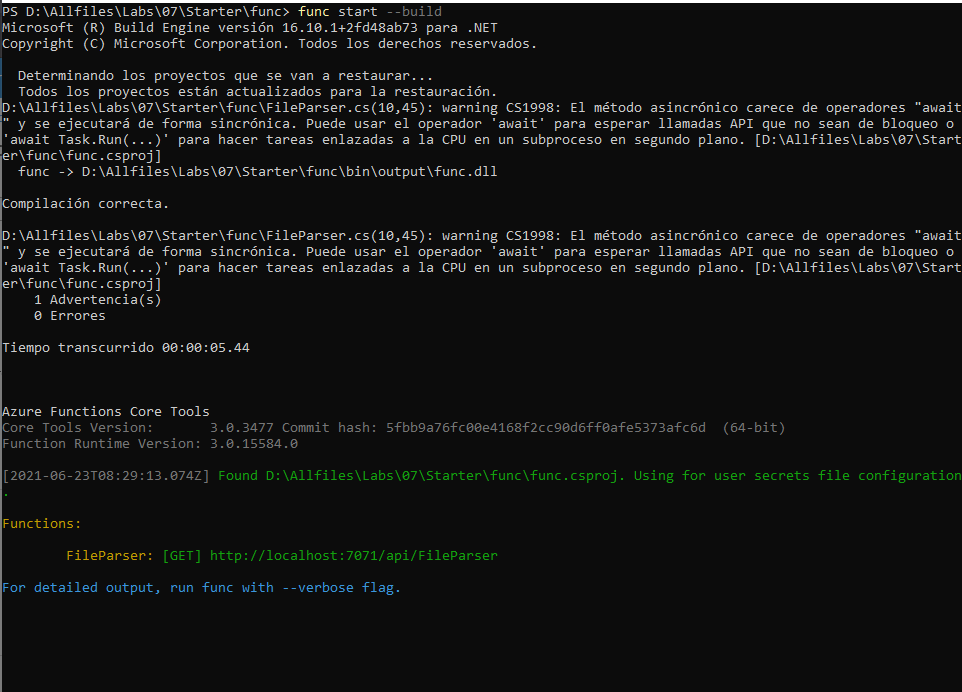 PS D:\Allfiles\Labs\07\Starter\func> func start --build
Microsoft (R) Build Engine versión 16.10.1+2fd48ab73 para .NET
Copyright (C) Microsoft Corporation. Todos los derechos reservados.
Determinando los proyectos que se van a restaurar...
Todos los proyectos están actualizados para la restauración.
D:\Allfiles\Labs\07\Starter\func\FileParser.cs(10,45): warning CS1998: El método asincrónico carece de operadores "await
" y se ejecutará de forma sincrónica. Puede usar el operador 'await' para esperar llamadas API que no sean de bloqueo o
'await Task.Run(...)' para hacer tareas enlazadas a la CPU en un subproceso en segundo plano. [D:\Allfiles\Labs\07\Start
er\func\func.csproj]
func -> D:\Allfiles\Labs\07\Starter\func\bin\output\func.dll
Compilación correcta.
D:\Allfiles\Labs\07\Starter\func\FileParser.cs(10,45): warning CS1998: El método asincrónico carece de operadores "await
" y se ejecutará de forma sincrónica. Puede usar el operador 'await' para esperar llamadas API que no sean de bloqueo o
'await Task.Run(...)' para hacer tareas enlazadas a la CPU en un subproceso en segundo plano. [D:\Allfiles\Labs\07\Start
er\func\func.csproj]
1 Advertencia(s)
0 Errores
Tiempo transcurrido 00:00:05.44
Azure Functions Core Tools
Core Tools Version:       3.0.3477 Commit hash: 5fbb9a76fc00e4168f2cc90d6ff0afe5373afc6d  (64-bit)
Function Runtime Version: 3.0.15584.0
[2021-06-23T08:29:13.074Z] Found D:\Allfiles\Labs\07\Starter\func\func.csproj. Using for user secrets file configuration
.
Functions:
FileParser: [GET] http://localhost:7071/api/FileParser
For detailed output, run func with --verbose flag.